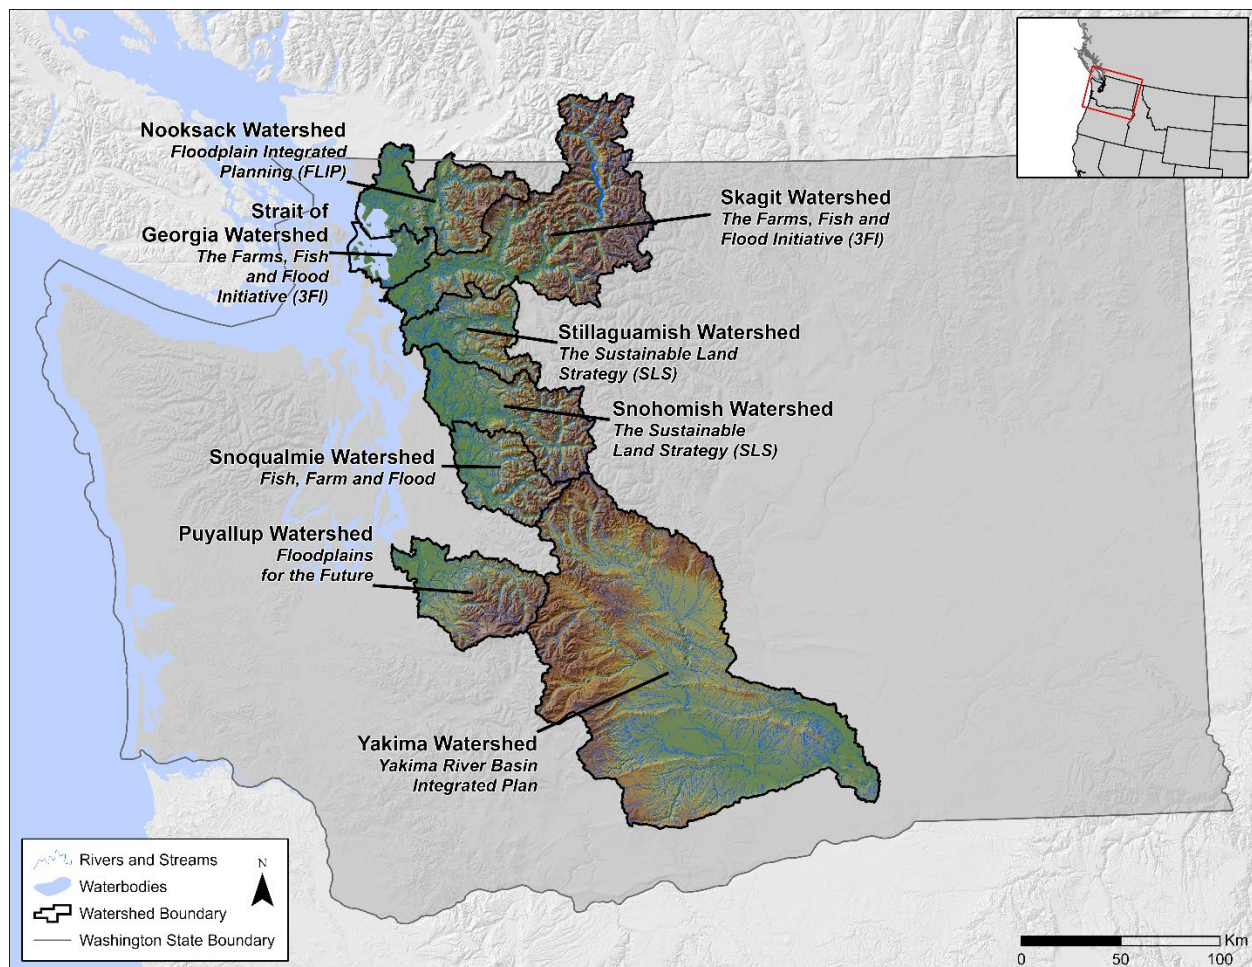 Nooksack Watershed
Floodplain Integrated
Planning (FLIP)
Strait of
Georgia Watershed
The Farms, Fish
and Flood
Initiative (3FI)
Skagit Watershed
The Farms, Fish and
Flood Initiative (3FI)
Stillaguamish Watershed
The Sustainable Land
Strategy (SLS)
Snohomish Watershed
The Sustainable
Land Strategy (SLS)
Snoqualmie Watershed
Fish, Farm and Flood
Puyallup Watershed
Floodplains
for the Future
Yakima Watershed
Yakima River Basin
Integrated Plan
Rivers and Streams
Waterbodies
Watershed Boundary
Washington State Boundary
N
Km
0 50 100